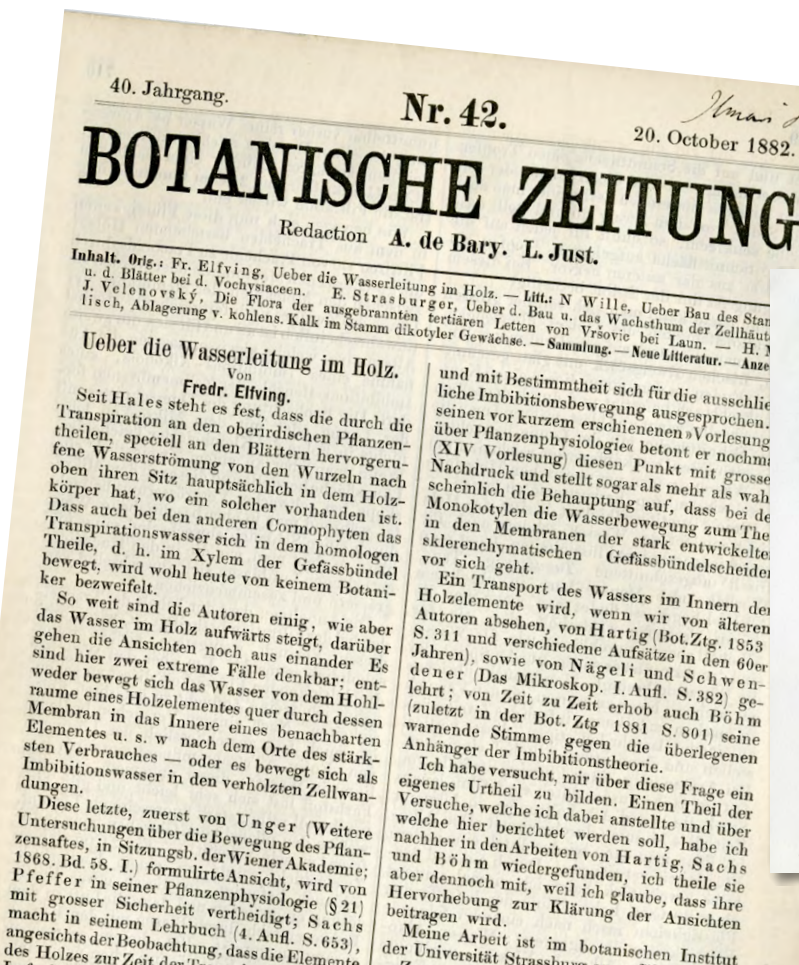 40. Jahrgang.
Nr. 42.
20. October 1882.
BOTANISCHE ZEITUNG
Redaction A. de Bary. L. Just.
Inhalt. Orig.: Fr. Elfving, Ueber die Wasserleitung im Holz. — Litt.: N Wille, Ueber Bau des
u. d. Blätter bei d. Vochysiaceen. E. Strasburger, Ueber d. Bau u. das Wachsthum der
J. Velenovský, Die Flora der ausgebrannten tertiären Letten von Vršovic bei Laun. — H.
lisch, Ablagerung v. kohlens. Kalk im Stamm dikotyler Gewächse. — Sammlung. — Neue Litteratur. —
Ueber die Wasserleitung im Holz.
Von
Fredr. Elfving.
Seit Hales steht es fest, dass die durch die
Transpiration an den oberirdischen Pflanzen-
theilen, speciell an den Blättern hervorgeru-
fene Wasserströmung von den Wurzeln nach
oben ihren Sitz hauptsächlich in dem Holz-
körper hat, wo ein solcher vorhanden ist.
Dass auch bei den anderen Cormophyten das
Transpirationswasser sich in dem homologen
Theile, d. h. im Xylem der Gefässbündel
bewegt, wird wohl heute von keinem Botani-
ker bezweifelt.
So weit sind die Autoren einig, wie aber
das Wasser im Holz aufwärts steigt, darüber
gehen die Ansichten noch aus einander Es
sind hier zwei extreme Fälle denkbar; ent-
weder bewegt sich das Wasser von dem Hohl-
raume eines Holzelementes quer durch dessen
Membran in das Innere eines benachbarten
Elementes u. s. w nach dem Orte des stärk-
sten Verbrauches — oder es bewegt sich als
Imbibitionswasser in den verholzten Zellwan-
dungen.
Diese letzte, zuerst von Unger (Weitere
Untersuchungen über die Bewegung des Pflan-
zensaftes, in Sitzungsb. der Wiener Akademie;
1868. Bd. 58. I.) formulirte Ansicht, wird von
Pfeffer in seiner Pflanzenphysiologie (§ 21)
mit grosser Sicherheit vertheidigt; Sachs
macht in seinem Lehrbuch (4. Aufl. S. 653),
angesichts der Beobachtung, dass die Elemente
des Holzes zur Zeit der
und mit Bestimmtheit sich für die ausschlie
liche Imbibitionsbewegung ausgesprochen.
seinen vor kurzem erschienenen »Vorlesung
über Pflanzenphysiologie« betont er nochm
(XIV Vorlesung) diesen Punkt mit grosse
Nachdruck und stellt sogar als mehr als wah
scheinlich die Behauptung auf, dass bei de
Monokotylen die Wasserbewegung zum The
in den Membranen der stark entwickelte
sklerenchymatischen Gefässbündelscheide
vor sich geht.
Ein Transport des Wassers im Innern der
Holzelemente wird, wenn wir von älteren
Autoren absehen, von Hartig (Bot. Ztg. 1853
S. 311 und verschiedene Aufsätze in den 60er
Jahren), sowie von Nägeli und Schwen-
dener (Das Mikroskop. I. Aufl. S. 382) ge-
lehrt; von Zeit zu Zeit erhob auch Böhm
(zuletzt in der Bot. Ztg 1881 S. 801) seine
warnende Stimme gegen die überlegenen
Anhänger der Imbibitionstheorie.
Ich habe versucht, mir über diese Frage ein
eigenes Urtheil zu bilden. Einen Theil der
Versuche, welche ich dabei anstellte und über
welche hier berichtet werden soll, habe ich
nachher in den Arbeiten von Hartig, Sachs
und Böhm wiedergefunden, ich theile sie
aber dennoch mit, weil ich glaube, dass ihre
Hervorhebung zur Klärung der Ansichten
beitragen wird.
Meine Arbeit ist im botanischen Institut
der Universität